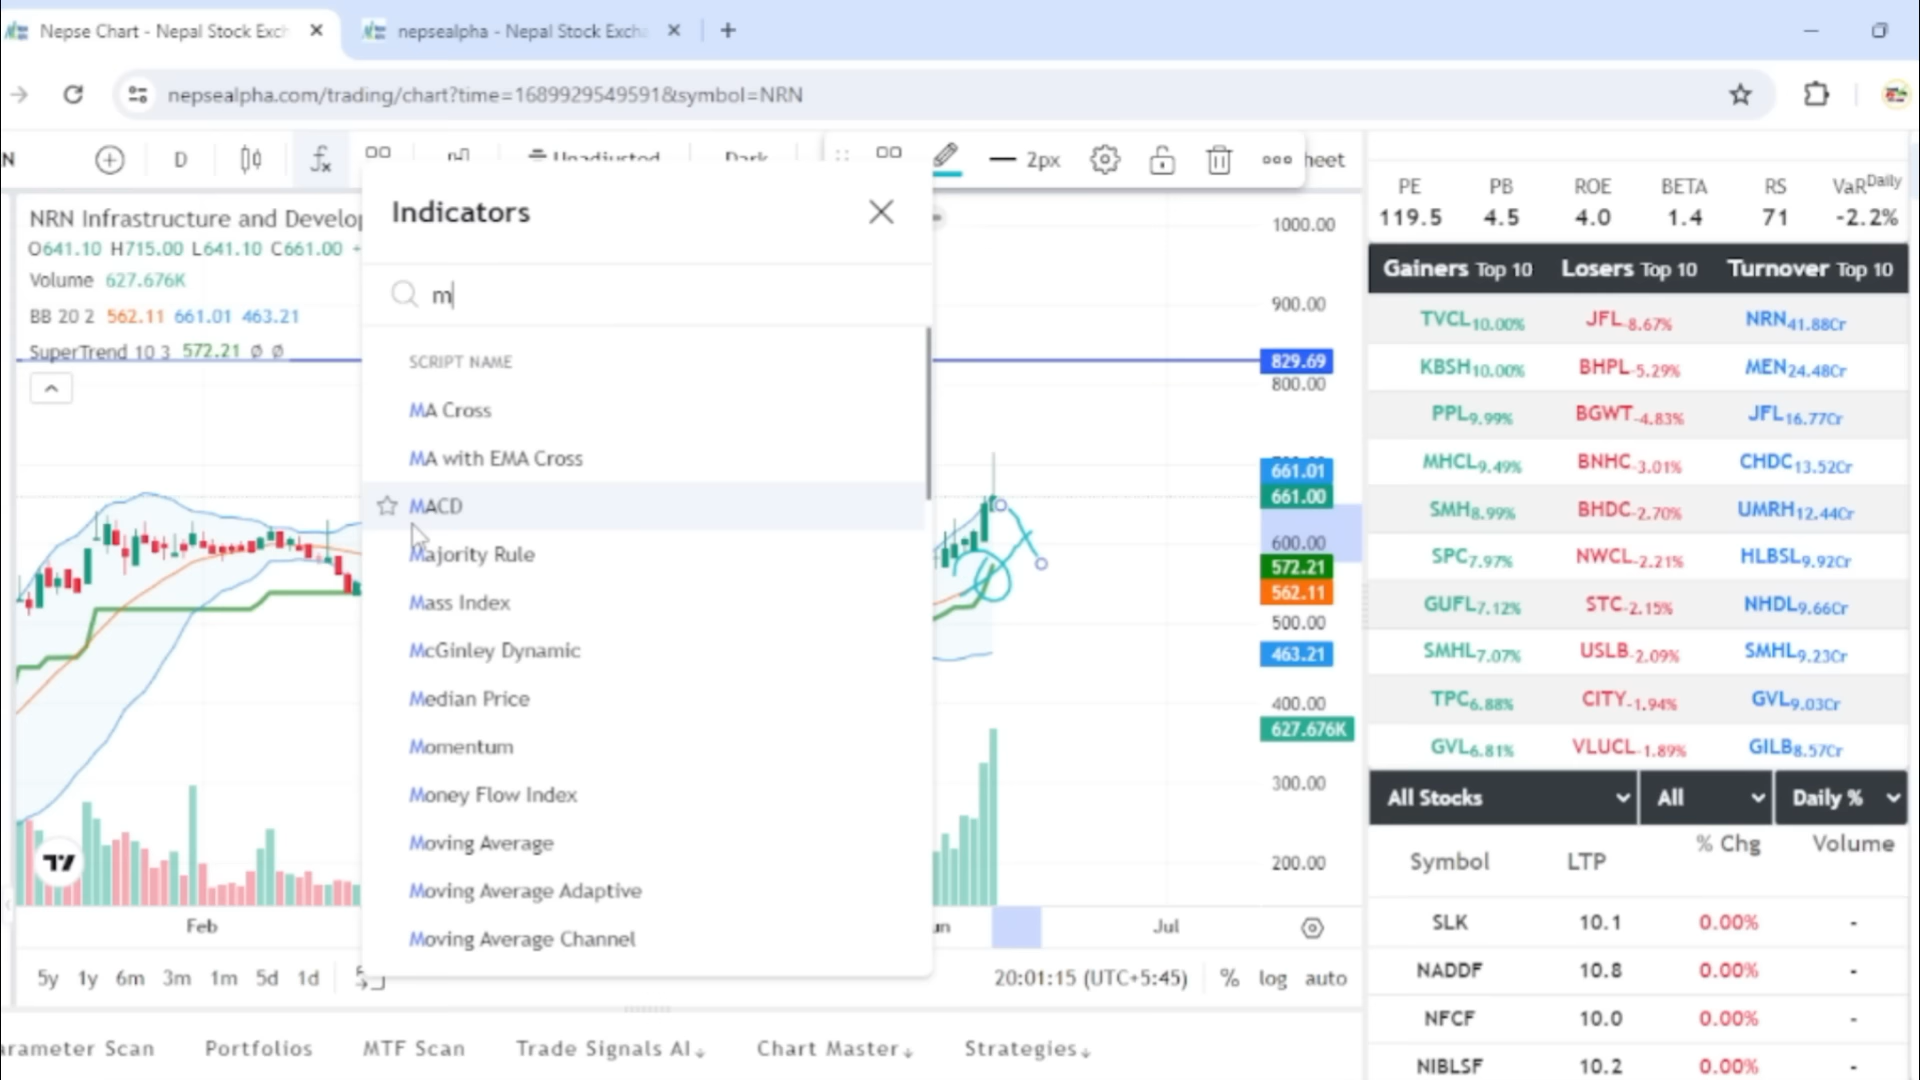 Nepse Chart - Nepal Stock Exch
nepsealpha - Nepal Stock Excha
nepsealpha.com/trading/chart?time=1689929549591&symbol=NRN
N
D
Unadjusted
Dark
2px
heet
NRN Infrastructure and Develop
O641.10 H715.00 L641.10 C661.00 +
Volume 627.676K
BB 20 2 562.11 661.01 463.21
SuperTrend 10 3 572.21 ∅ ∅
Indicators
m
SCRIPT NAME
MA Cross
MA with EMA Cross
MACD
Majority Rule
Mass Index
McGinley Dynamic
Median Price
Momentum
Money Flow Index
Moving Average
Moving Average Adaptive
Moving Average Channel
1000.00
900.00
829.69
800.00
661.01
661.00
600.00
572.21
562.11
500.00
463.21
400.00
627.676K
300.00
200.00
Feb
un
Jul
5y 1y 6m 3m 1m 5d 1d
20:01:15 (UTC+5:45) % log auto
arameter Scan Portfolios MTF Scan Trade Signals AI↓ Chart Master↓ Strategies↓
PE PB ROE BETA RS VaR Daily
119.5 4.5 4.0 1.4 71 -2.2%
Gainers Top 10 Losers Top 10 Turnover Top 10
TVCL 10.00% JFL -8.67% NRN 41.88Cr
KBSH 10.00% BHPL -5.29% MEN 24.48Cr
PPL 9.99% BGWT -4.83% JFL 16.77Cr
MHCL 9.49% BNHC -3.01% CHDC 13.52Cr
SMH 8.99% BHDC -2.70% UMRH 12.44Cr
SPC 7.97% NWCL -2.21% HLBSL 9.92Cr
GUFL 7.12% STC -2.15% NHDL 9.66Cr
SMHL 7.07% USLB -2.09% SMHL 9.23Cr
TPC 6.88% CITY -1.94% GVL 9.03Cr
GVL 6.81% VLUCL -1.89% GILB 8.57Cr
All Stocks All Daily %
Symbol LTP % Chg Volume
SLK 10.1 0.00% -
NADDF 10.8 0.00% -
NFCF 10.0 0.00% -
NIBLSF 10.2 0.00% -